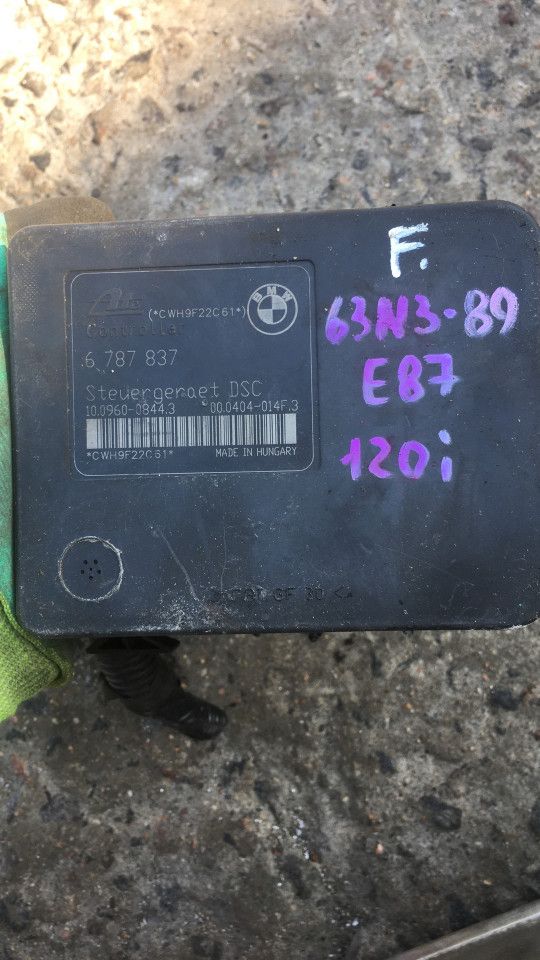 F.
Ate (*CWH9F22C61*)
BMW
Controller
63N3-89
6 787 837
E87
Steuergeraet DSC
10.0960-0844.3 00.0404-014F.3
120i
*CWH9F22C61* MADE IN HUNGARY